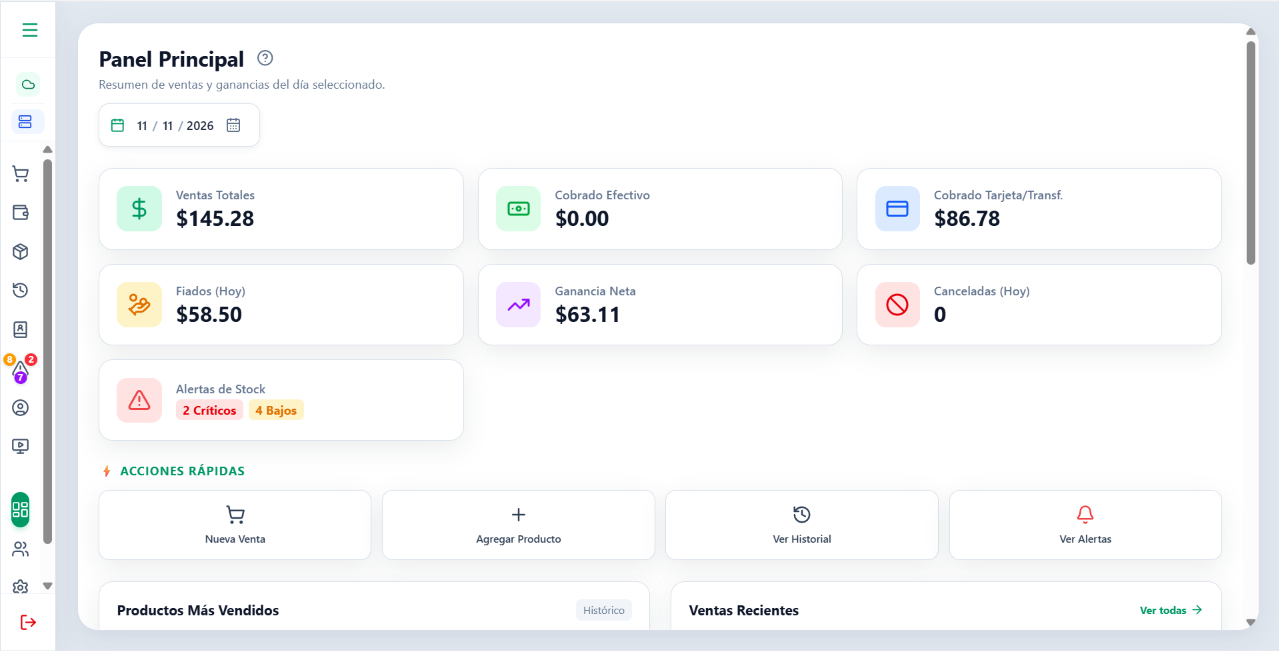 Panel Principal
Resumen de ventas y ganancias del día seleccionado.
11 / 11 / 2026
Ventas Totales
$145.28
Cobrado Efectivo
$0.00
Cobrado Tarjeta/Transf.
$86.78
Fiados (Hoy)
$58.50
Ganancia Neta
$63.11
Canceladas (Hoy)
0
8
2
7
Alertas de Stock
2 Críticos 4 Bajos
ACCIONES RÁPIDAS
Nueva Venta
Agregar Producto
Ver Historial
Ver Alertas
Productos Más Vendidos
Histórico
Ventas Recientes
Ver todas →